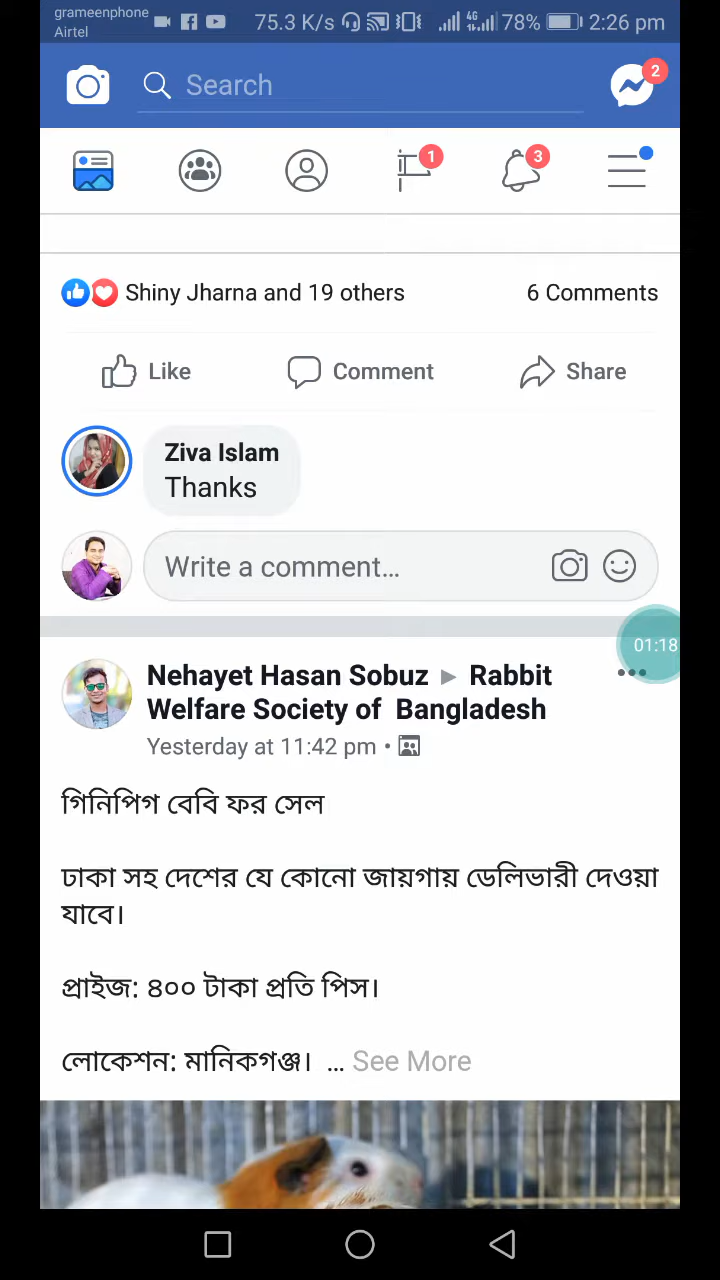 grameenphone
Airtel
75.3 K/s
4G
78%
2:26 pm
Search
2
1
3
Shiny Jharna and 19 others
6 Comments
Like
Comment
Share
Ziva Islam
Thanks
Write a comment...
01:18
Nehayet Hasan Sobuz ▶ Rabbit
Welfare Society of Bangladesh
Yesterday at 11:42 pm •
গিনিপিগ বেবি ফর সেল
ঢাকা সহ দেশের যে কোনো জায়গায় ডেলিভারী দেওয়া
যাবে।
প্রাইজ: ৪০০ টাকা প্রতি পিস।
লোকেশন: মানিকগঞ্জ। ... See More